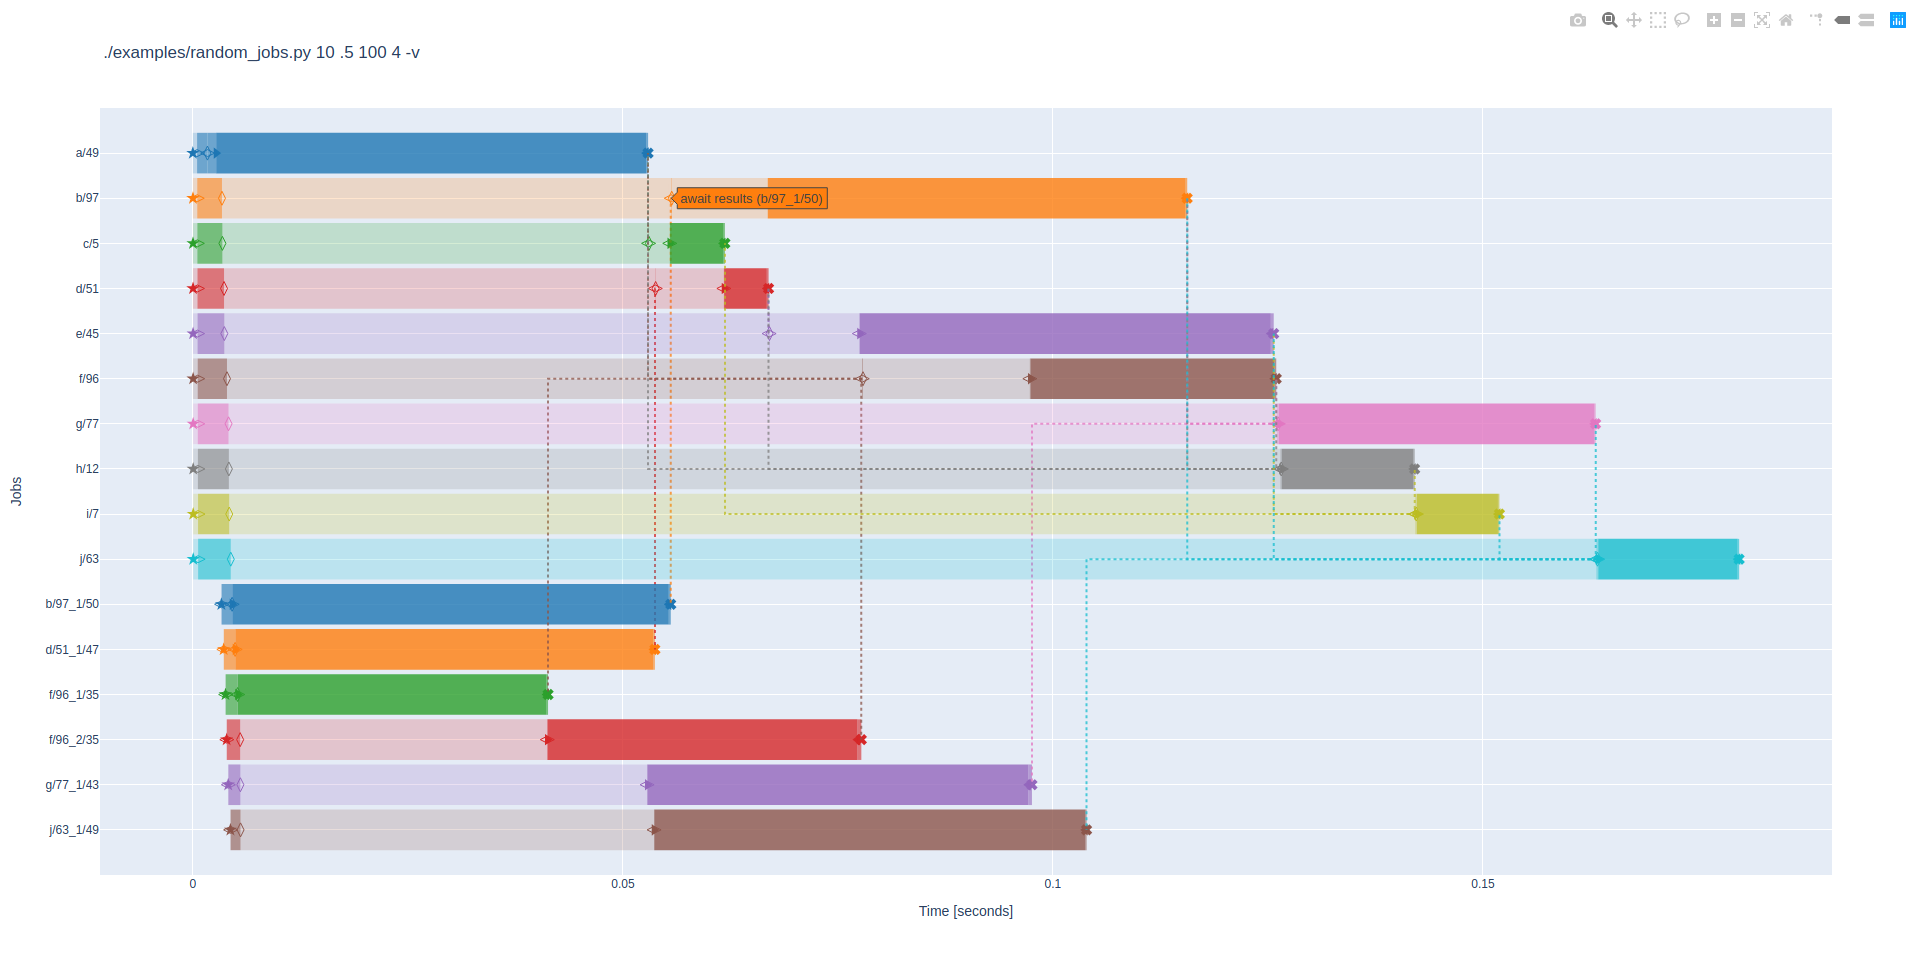 ./examples/random_jobs.py 10 .5 100 4 -v
a/49
b/97
await results (b/97_1/50)
c/5
d/51
e/45
f/96
g/77
h/12
i/7
j/63
b/97_1/50
d/51_1/47
f/96_1/35
f/96_2/35
g/77_1/43
j/63_1/49
Jobs
0
0.05
0.1
0.15
Time [seconds]